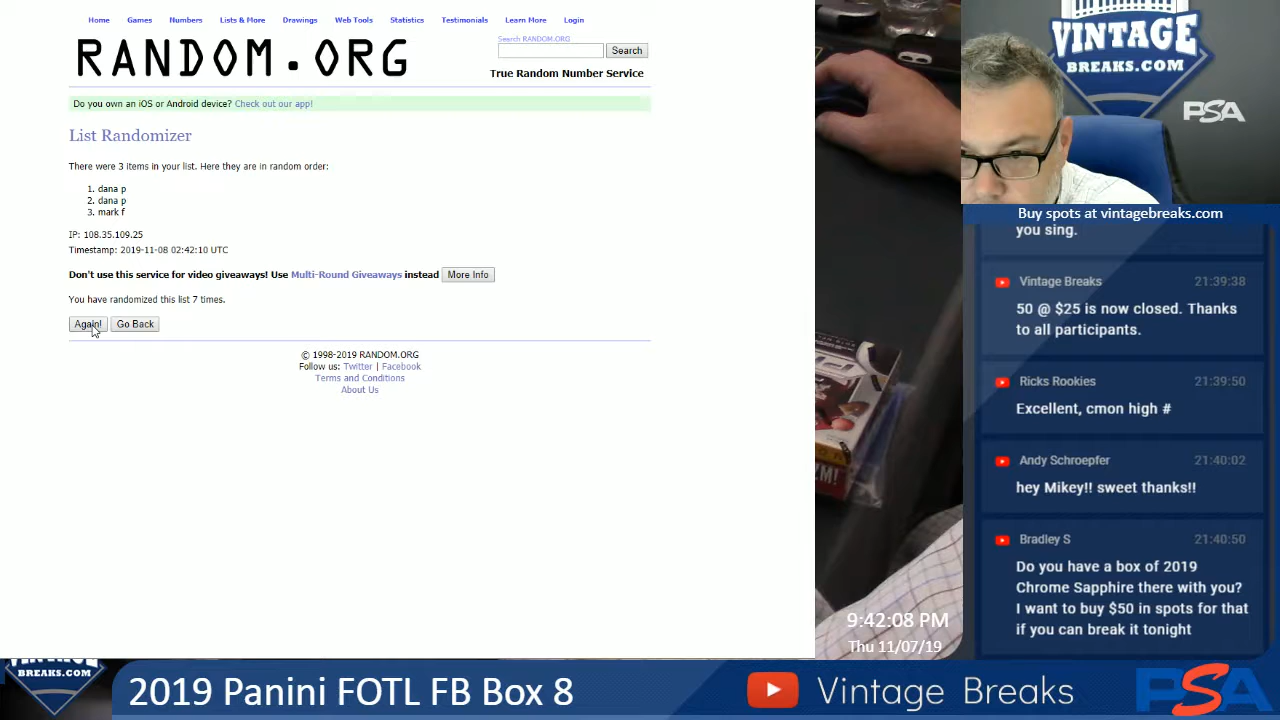 Home Games Numbers Lists & More Drawings Web Tools Statistics Testimonials Learn More Login
RANDOM.ORG
Search RANDOM.ORG
Search
True Random Number Service
Do you own an iOS or Android device? Check out our app!
List Randomizer
There were 3 items in your list. Here they are in random order:
1. dana p
2. dana p
3. mark f
IP: 108.35.109.25
Timestamp: 2019-11-08 02:42:10 UTC
Don't use this service for video giveaways! Use Multi-Round Giveaways instead More Info
You have randomized this list 7 times.
Again! Go Back
© 1998-2019 RANDOM.ORG
Follow us: Twitter | Facebook
Terms and Conditions
About Us
VINTAGE
BREAKS.COM
PSA
Buy spots at vintagebreaks.com
you sing.
Vintage Breaks 21:39:38
50 @ $25 is now closed. Thanks
to all participants.
Ricks Rookies 21:39:50
Excellent, cmon high #
Andy Schroepfer 21:40:02
hey Mikey!! sweet thanks!!
Bradley S 21:40:50
Do you have a box of 2019
Chrome Sapphire there with you?
I want to buy $50 in spots for that
if you can break it tonight
9:42:08 PM
Thu 11/07/19
VINTAGE
BREAKS.COM
2019 Panini FOTL FB Box 8
Vintage Breaks
PSA